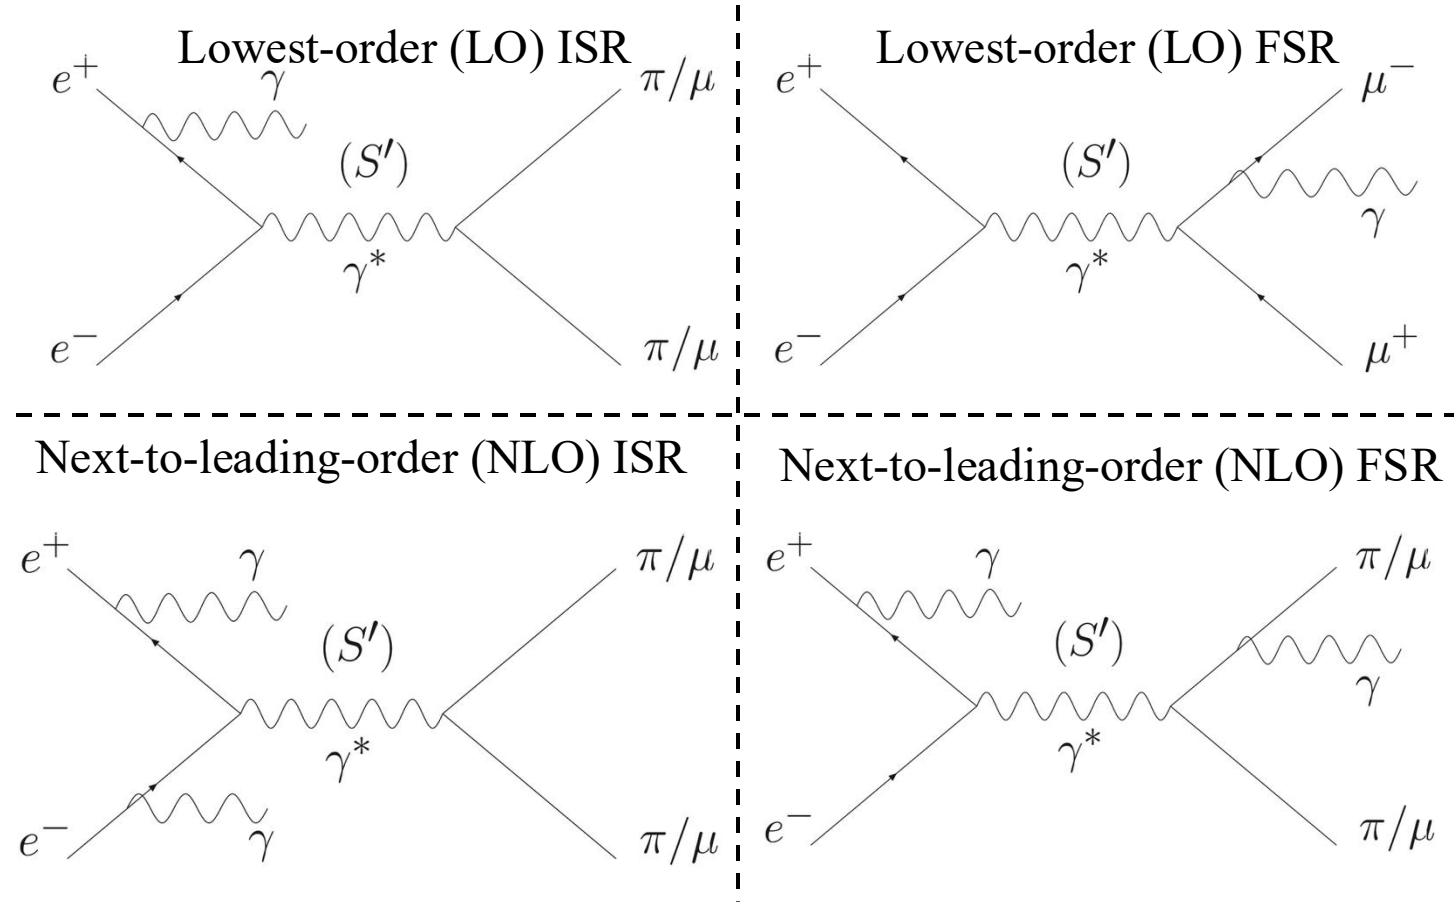 Lowest-order (LO) ISR
e⁺
γ
π/μ
(S′)
γ*
e⁻
π/μ
Lowest-order (LO) FSR
e⁺
μ⁻
(S′)
γ
γ*
e⁻
μ⁺
Next-to-leading-order (NLO) ISR
e⁺
γ
π/μ
(S′)
γ*
e⁻
γ
π/μ
Next-to-leading-order (NLO) FSR
e⁺
γ
π/μ
(S′)
γ
γ*
e⁻
π/μ